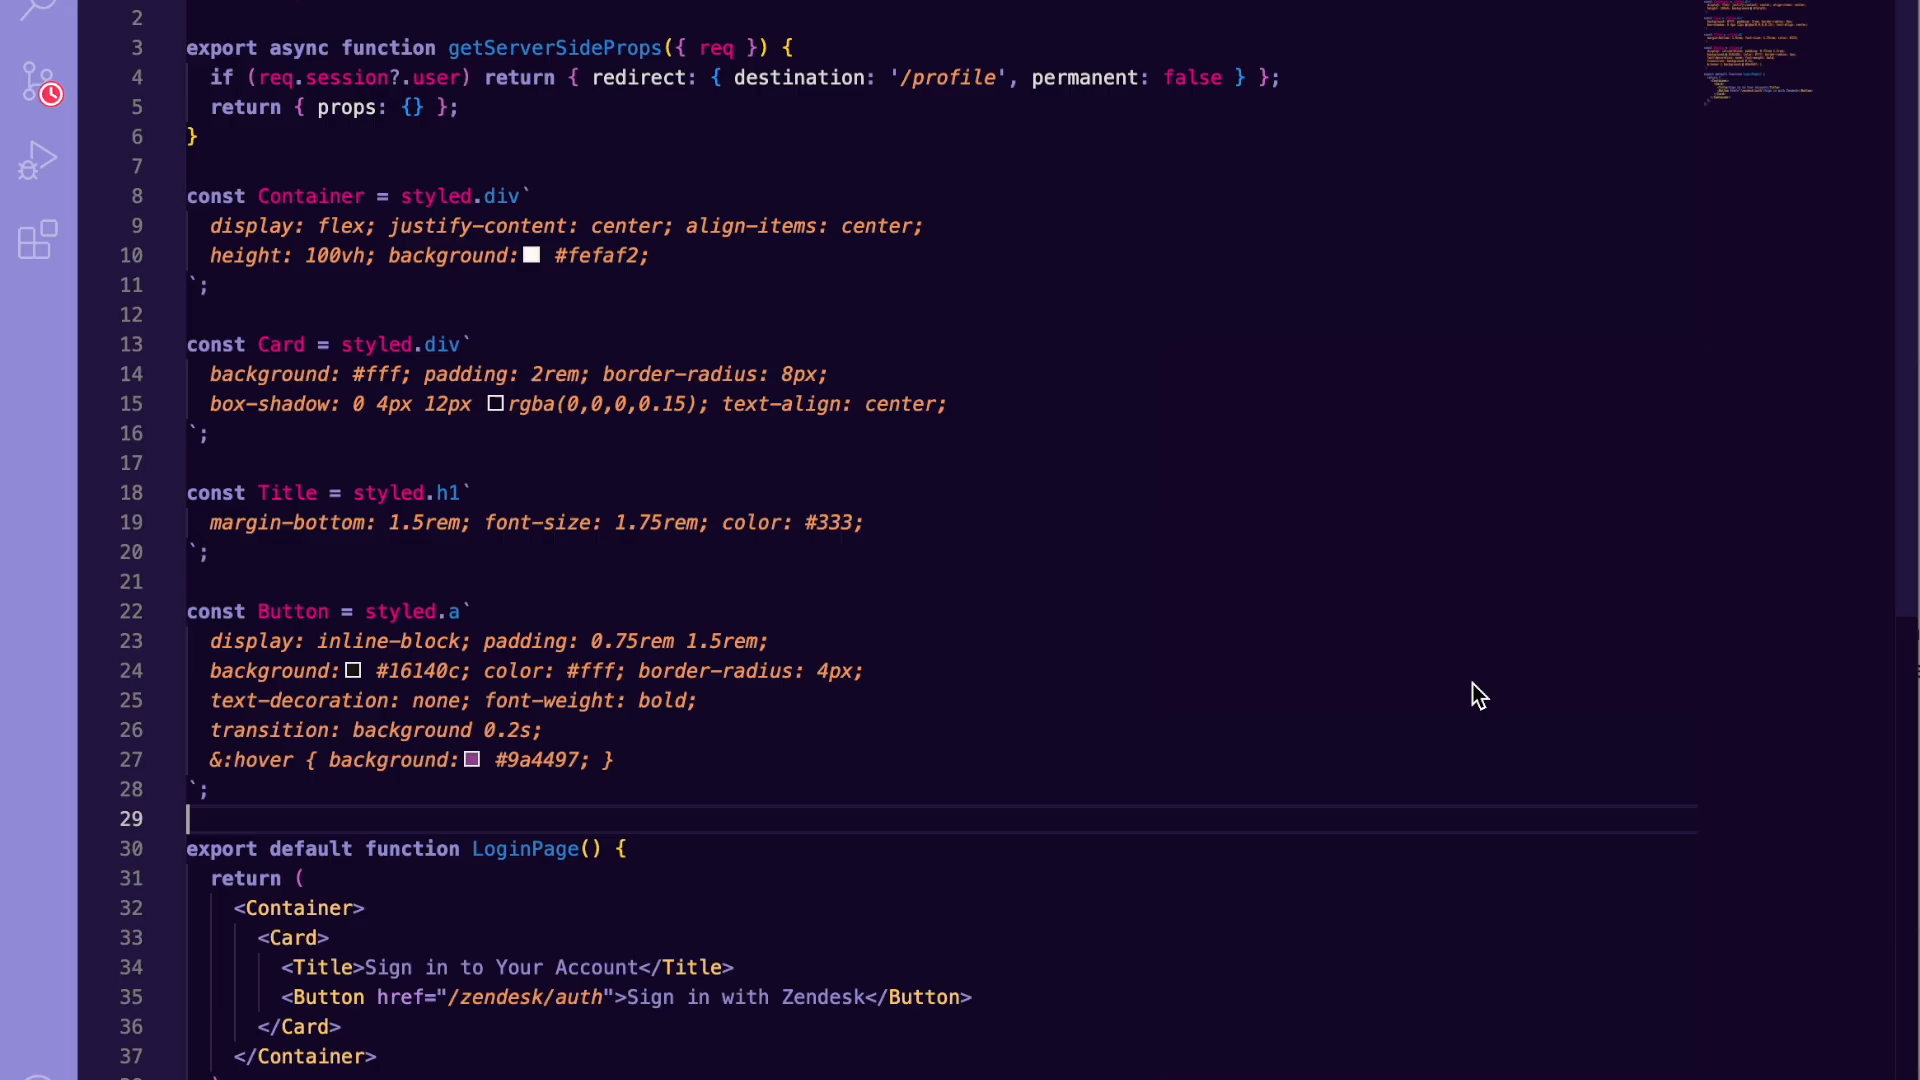 2
3 export async function getServerSideProps({ req }) {
4   if (req.session?.user) return { redirect: { destination: '/profile', permanent: false } };
5   return { props: {} };
6 }
7
8 const Container = styled.div`
9   display: flex; justify-content: center; align-items: center;
10   height: 100vh; background: #fefaf2;
11 `;
12
13 const Card = styled.div`
14   background: #fff; padding: 2rem; border-radius: 8px;
15   box-shadow: 0 4px 12px rgba(0,0,0,0.15); text-align: center;
16 `;
17
18 const Title = styled.h1`
19   margin-bottom: 1.5rem; font-size: 1.75rem; color: #333;
20 `;
21
22 const Button = styled.a`
23   display: inline-block; padding: 0.75rem 1.5rem;
24   background: #16140c; color: #fff; border-radius: 4px;
25   text-decoration: none; font-weight: bold;
26   transition: background 0.2s;
27   &:hover { background: #9a4497; }
28 `;
29
30 export default function LoginPage() {
31   return (
32     <Container>
33       <Card>
34         <Title>Sign in to Your Account</Title>
35         <Button href="/zendesk/auth">Sign in with Zendesk</Button>
36       </Card>
37     </Container>